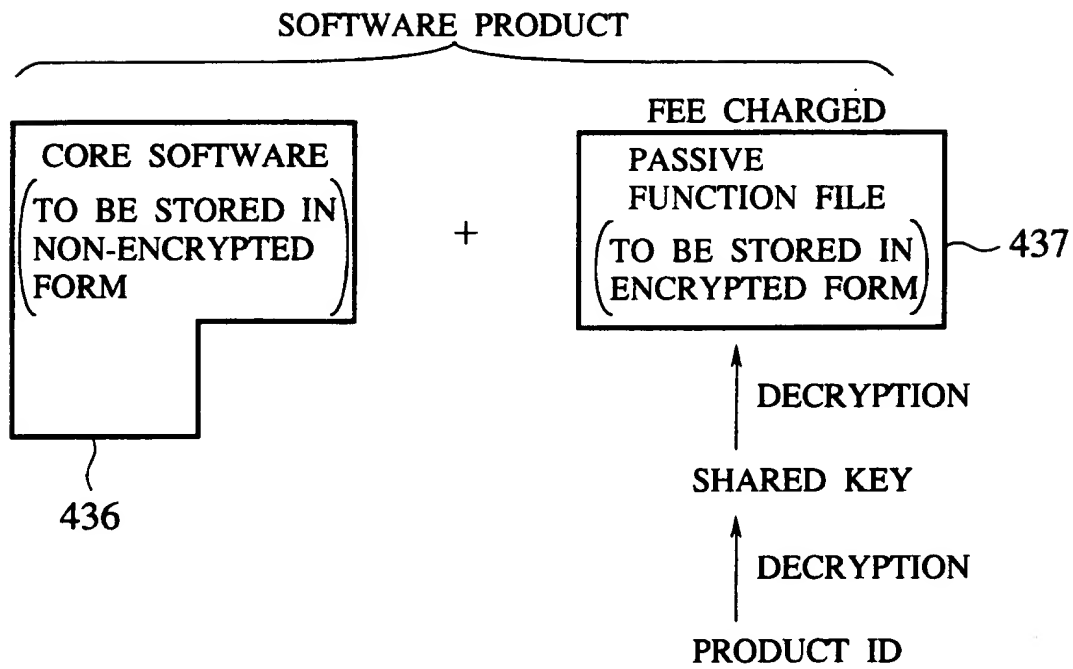 SOFTWARE PRODUCT
CORE SOFTWARE
(TO BE STORED IN
NON-ENCRYPTED
FORM)
436
+
FEE CHARGED
PASSIVE
FUNCTION FILE
(TO BE STORED IN
ENCRYPTED FORM)
437
DECRYPTION
SHARED KEY
DECRYPTION
PRODUCT ID